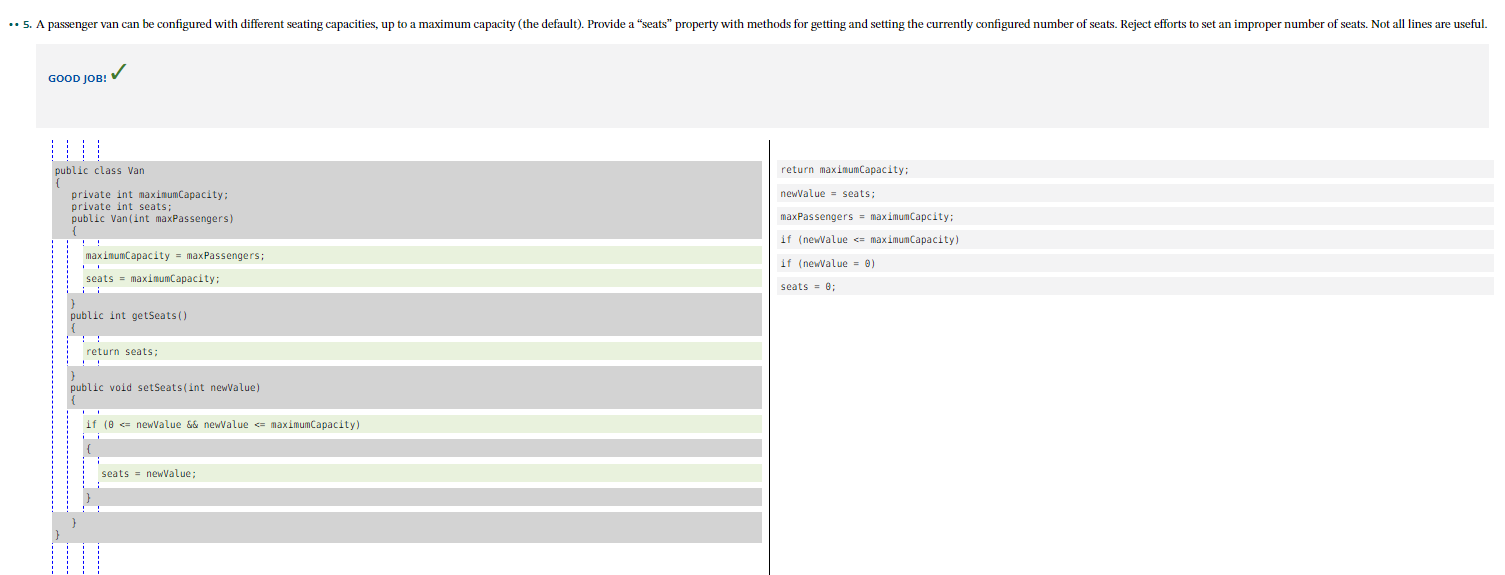 •• 5. A passenger van can be configured with different seating capacities, up to a maximum capacity (the default). Provide a “seats” property with methods for getting and setting the currently configured number of seats. Reject efforts to set an improper number of seats. Not all lines are useful.
GOOD JOB! ✓
public class Van
{
private int maximumCapacity;
private int seats;
public Van(int maxPassengers)
{
maximumCapacity = maxPassengers;
seats = maximumCapacity;
}
public int getSeats()
{
return seats;
}
public void setSeats(int newValue)
{
if (0 <= newValue && newValue <= maximumCapacity)
{
seats = newValue;
}
}
}
return maximumCapacity;
newValue = seats;
maxPassengers = maximumCapcity;
if (newValue <= maximumCapacity)
if (newValue = 0)
seats = 0;